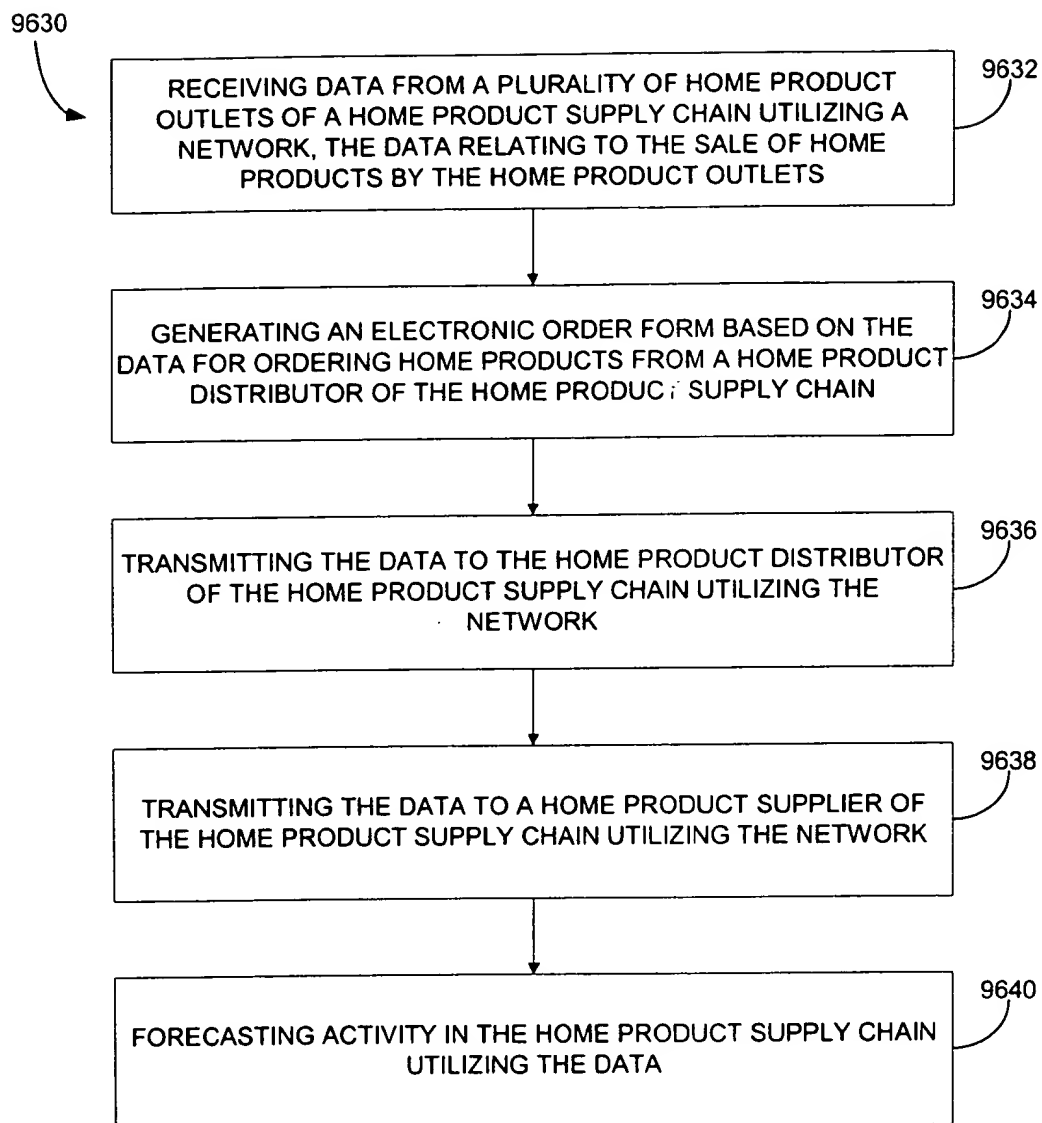 9630
9632
RECEIVING DATA FROM A PLURALITY OF HOME PRODUCT
OUTLETS OF A HOME PRODUCT SUPPLY CHAIN UTILIZING A
NETWORK, THE DATA RELATING TO THE SALE OF HOME
PRODUCTS BY THE HOME PRODUCT OUTLETS
9634
GENERATING AN ELECTRONIC ORDER FORM BASED ON THE
DATA FOR ORDERING HOME PRODUCTS FROM A HOME PRODUCT
DISTRIBUTOR OF THE HOME PRODUCT SUPPLY CHAIN
9636
TRANSMITTING THE DATA TO THE HOME PRODUCT DISTRIBUTOR
OF THE HOME PRODUCT SUPPLY CHAIN UTILIZING THE
NETWORK
9638
TRANSMITTING THE DATA TO A HOME PRODUCT SUPPLIER OF
THE HOME PRODUCT SUPPLY CHAIN UTILIZING THE NETWORK
9640
FORECASTING ACTIVITY IN THE HOME PRODUCT SUPPLY CHAIN
UTILIZING THE DATA